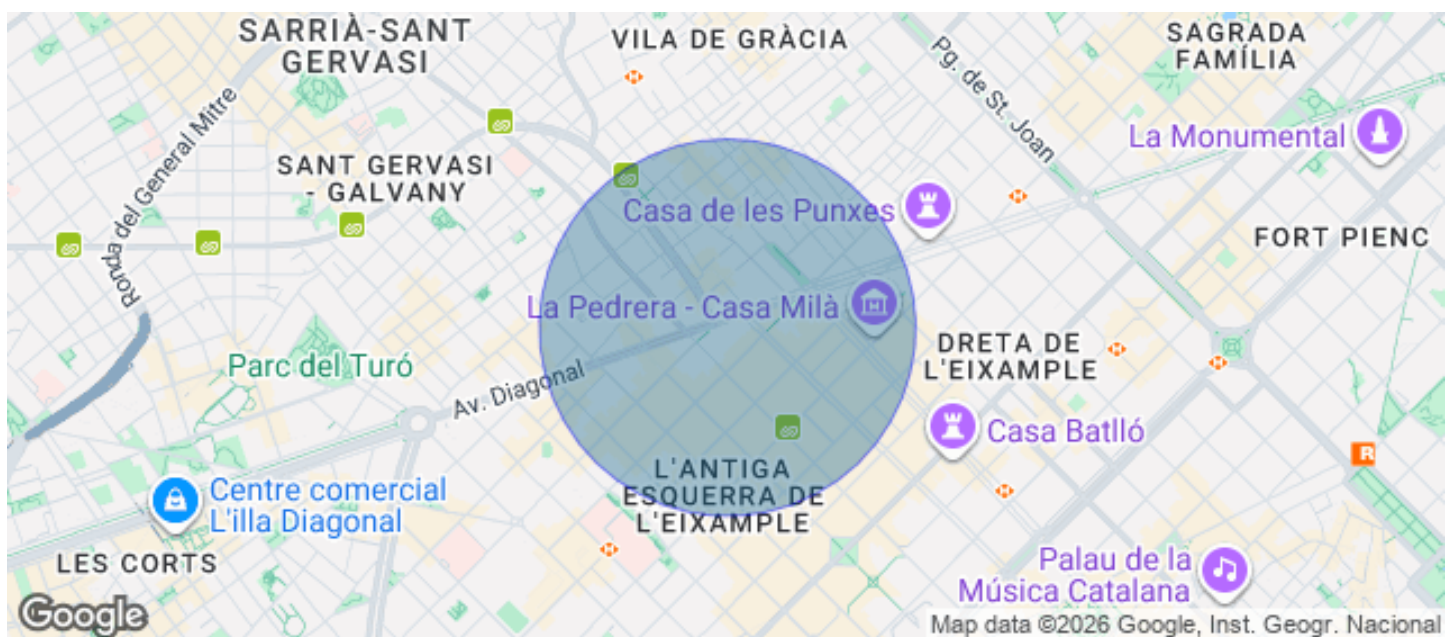 SARRIÀ-SANT
GERVASI
VILA DE GRÀCIA
SAGRADA
FAMÍLIA
Pg. de St. Joan
Ronda del General Mitre
La Monumental
SANT GERVASI
- GALVANY
Casa de les Punxes
FORT PIENC
La Pedrera - Casa Milà
DRETA DE
L'EIXAMPLE
Parc del Turó
Av. Diagonal
Casa Batlló
L'ANTIGA
ESQUERRA DE
L'EIXAMPLE
R
Centre comercial
L'illa Diagonal
LES CORTS
Palau de la
Música Catalana
Google
Map data ©2026 Google, Inst. Geogr. Nacional